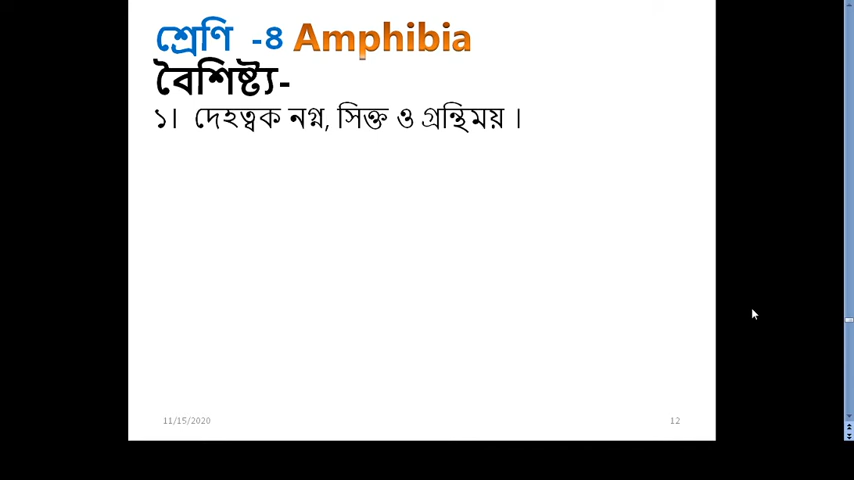 শ্রেণি -৪ Amphibia
বৈশিষ্ট্য-
১। দেহত্বক নগ্ন, সিক্ত ও গ্রন্থিময় ।
11/15/2020 12